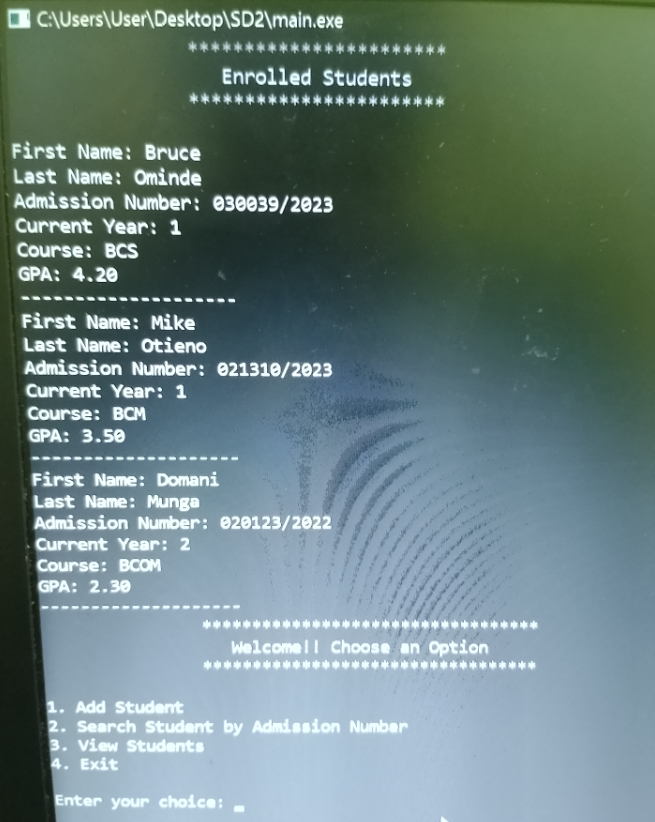 C:\Users\User\Desktop\SD2\main.exe
************************
Enrolled Students
************************
First Name: Bruce
Last Name: Ominde
Admission Number: 030039/2023
Current Year: 1
Course: BCS
GPA: 4.20
--------------------
First Name: Mike
Last Name: Otieno
Admission Number: 021310/2023
Current Year: 1
Course: BCM
GPA: 3.50
--------------------
First Name: Domani
Last Name: Munga
Admission Number: 020123/2022
Current Year: 2
Course: BCOM
GPA: 2.30
--------------------
*********************************
Welcome!! Choose an Option
*********************************
1. Add Student
2. Search Student by Admission Number
3. View Students
4. Exit
Enter your choice: _